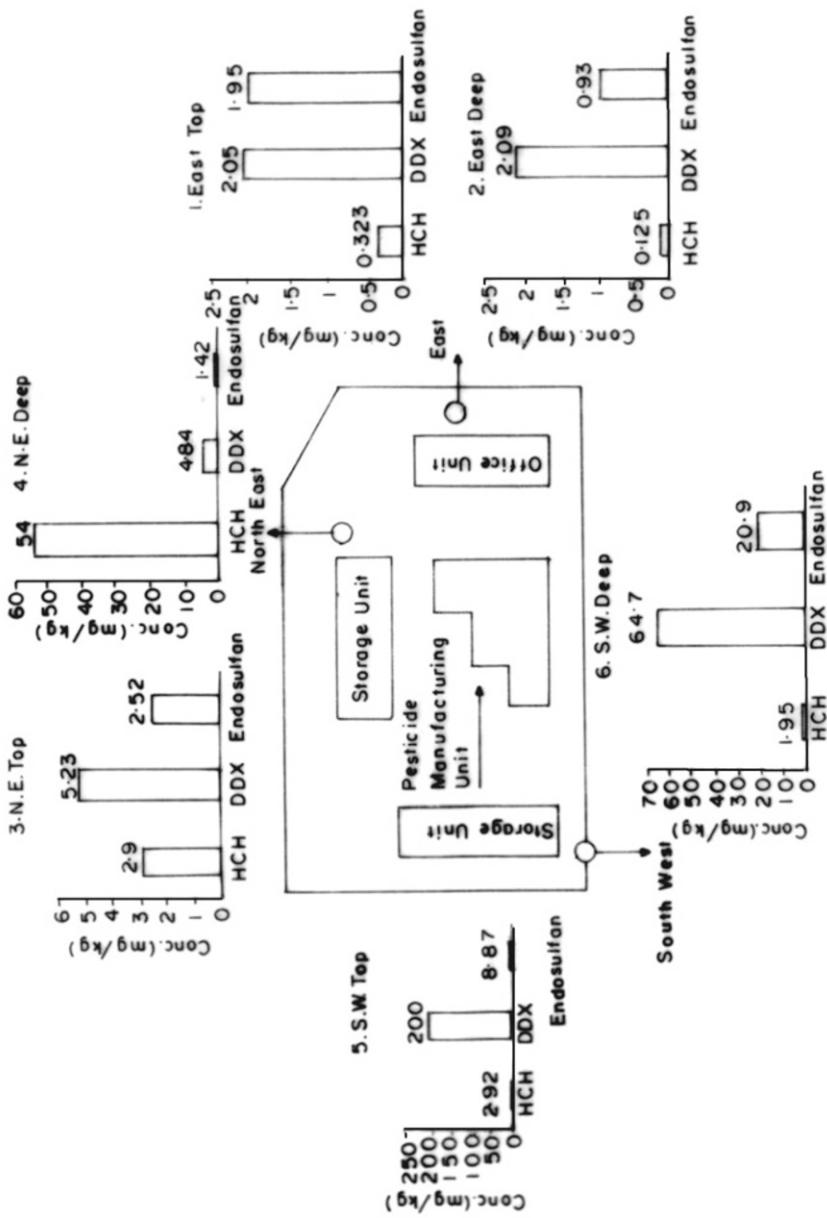 1.East Top
Conc.(mg/kg)
2.5
2
1.5
1
0.5
0
0.323
2.05
1.95
HCH DDX Endosulfan
2. East Deep
Conc.(mg/kg)
2.5
2
1.5
1
0.5
0
0.125
2.09
0.93
HCH DDX Endosulfan
3.N.E.Top
Conc.(mg/kg)
6
5
4
3
2
1
0
2.9
5.23
2.52
HCH DDX Endosulfan
4.N.E.Deep
Conc.(mg/kg)
60
50
40
30
20
10
0
54
4.84
1.42
HCH DDX Endosulfan
North East
East
Storage Unit
Office Unit
Pesticide
Manufacturing
Unit
Storage Unit
South West
5.S.W.Top
Conc.(mg/kg)
250
200
150
100
50
0
2.92
200
8.87
HCH DDX
Endosulfan
6.S.W.Deep
Conc.(mg/kg)
70
60
50
40
30
20
10
0
1.95
64.7
20.9
HCH DDX Endosulfan